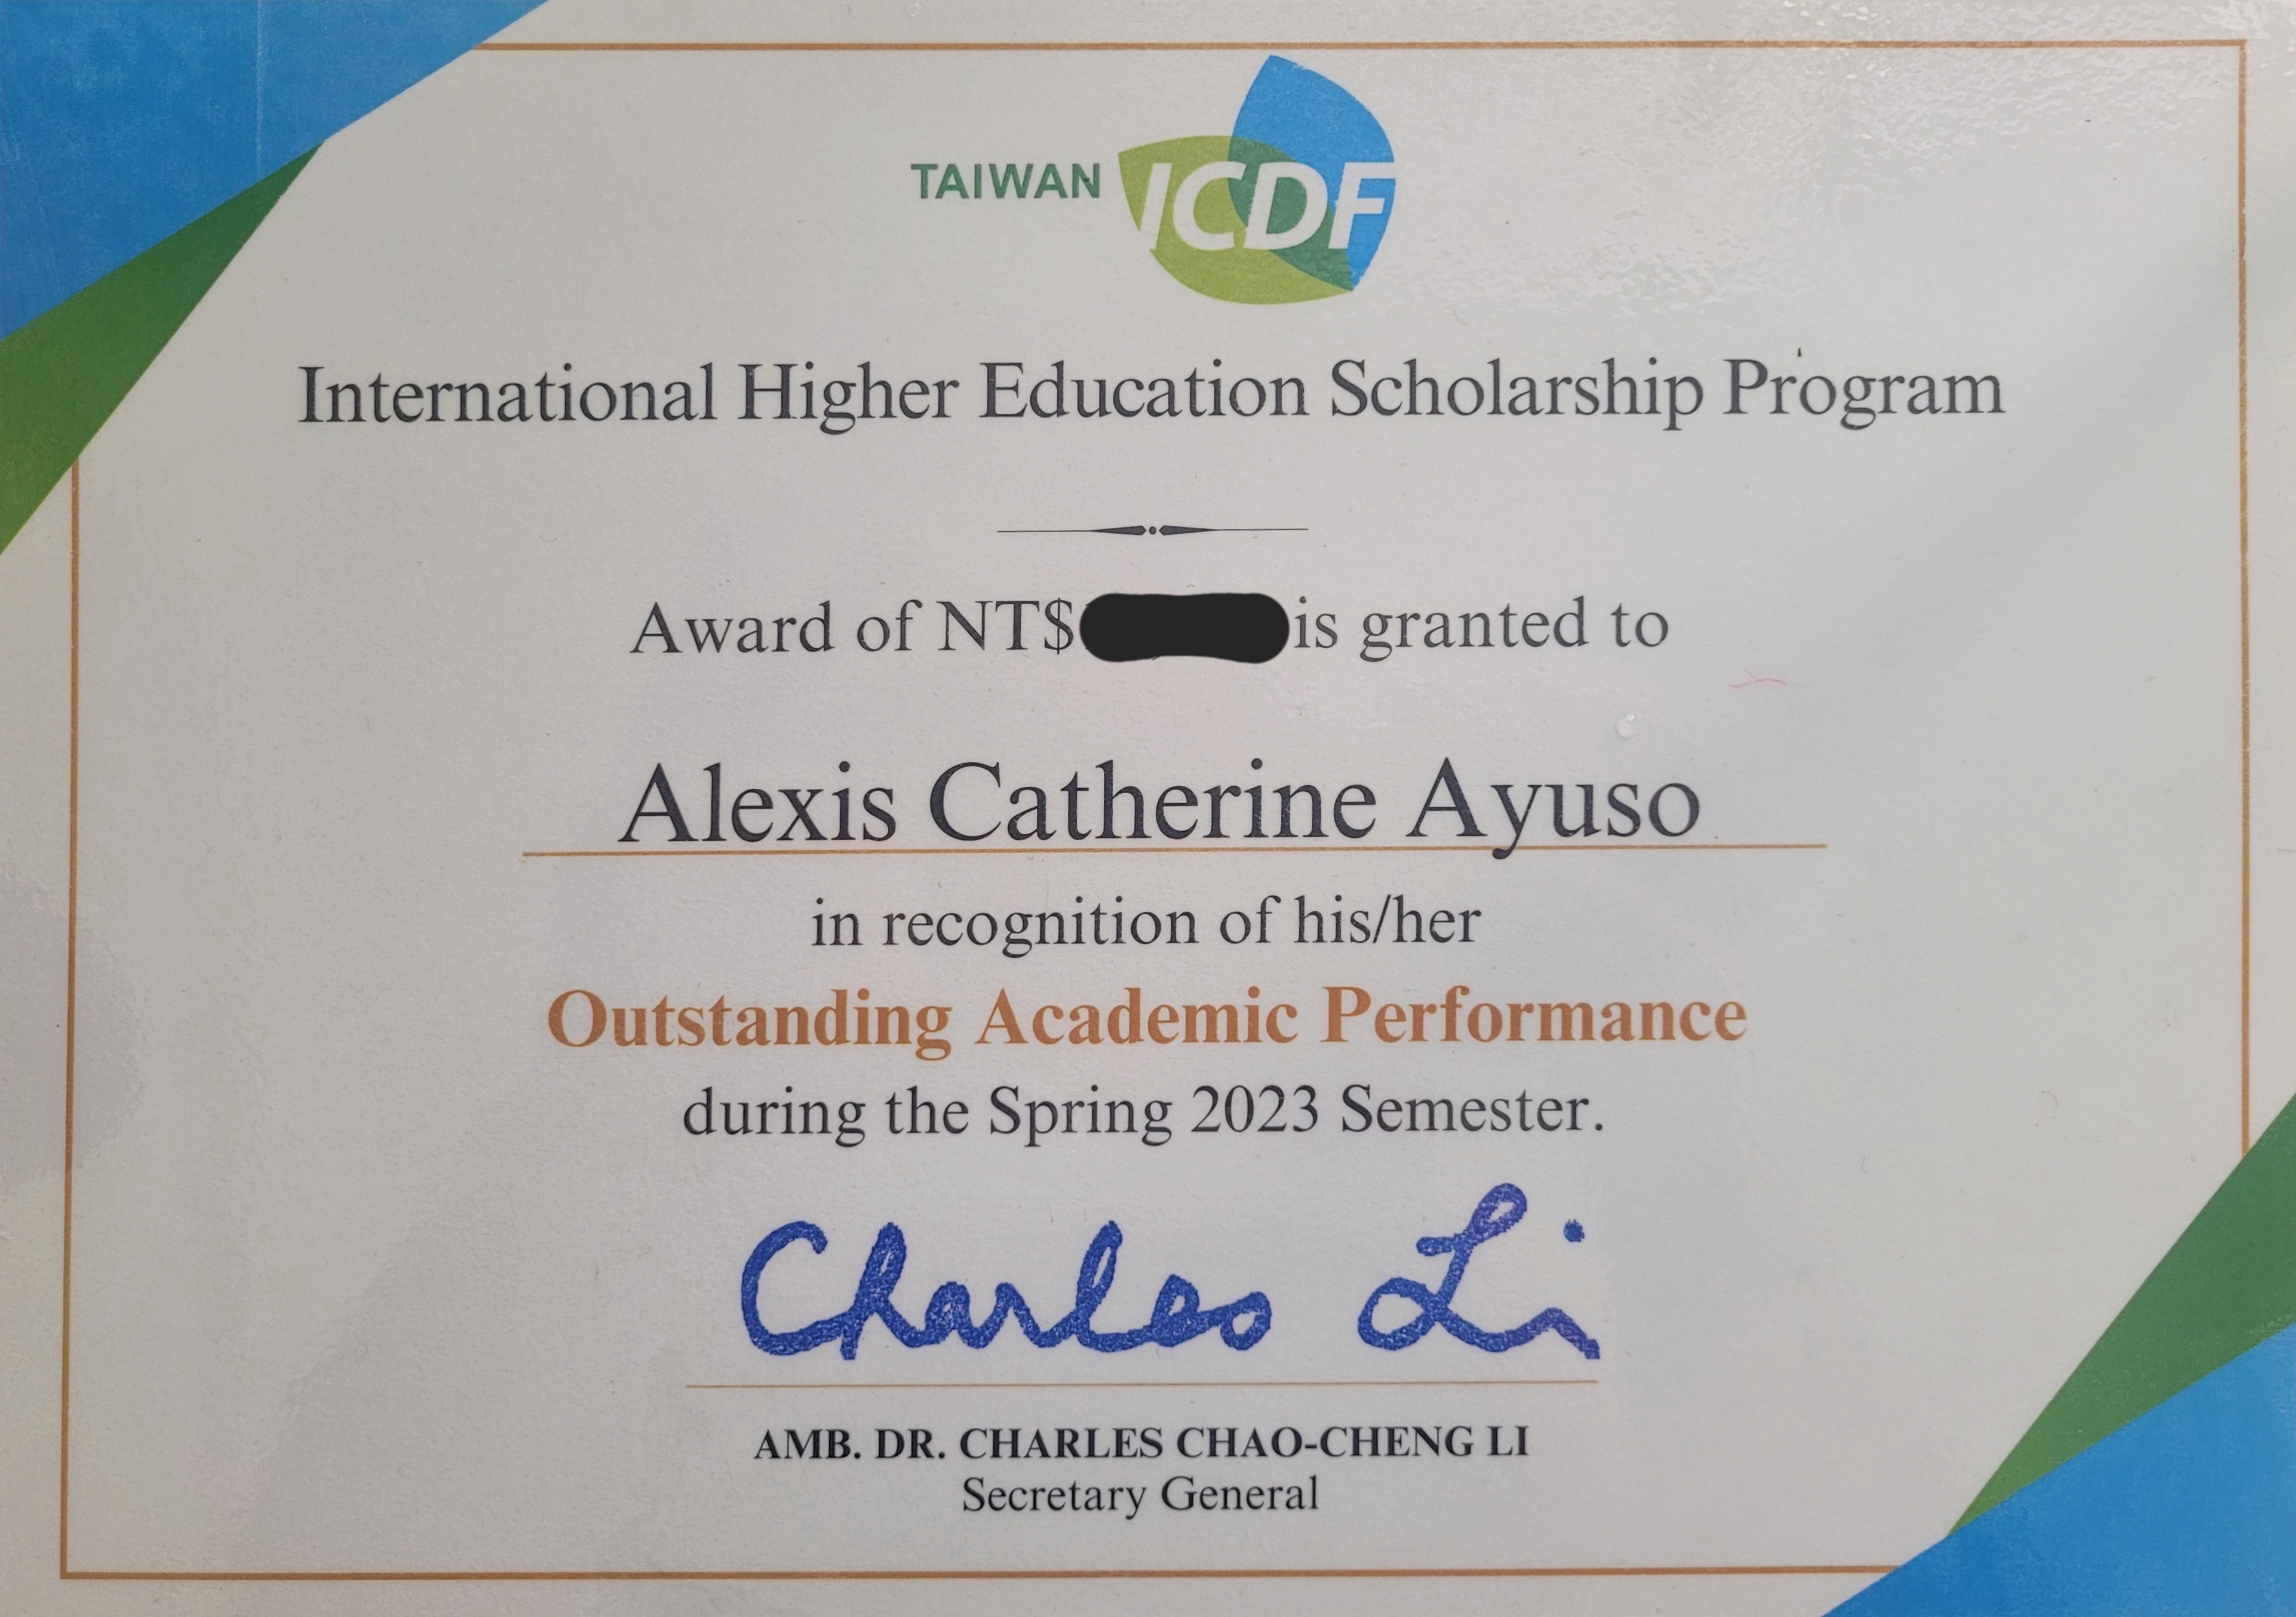 TAIWAN ICDF
International Higher Education Scholarship Program
Award of NT$ is granted to
Alexis Catherine Ayuso
in recognition of his/her
Outstanding Academic Performance
during the Spring 2023 Semester.
Charles Li
AMB. DR. CHARLES CHAO-CHENG LI
Secretary General